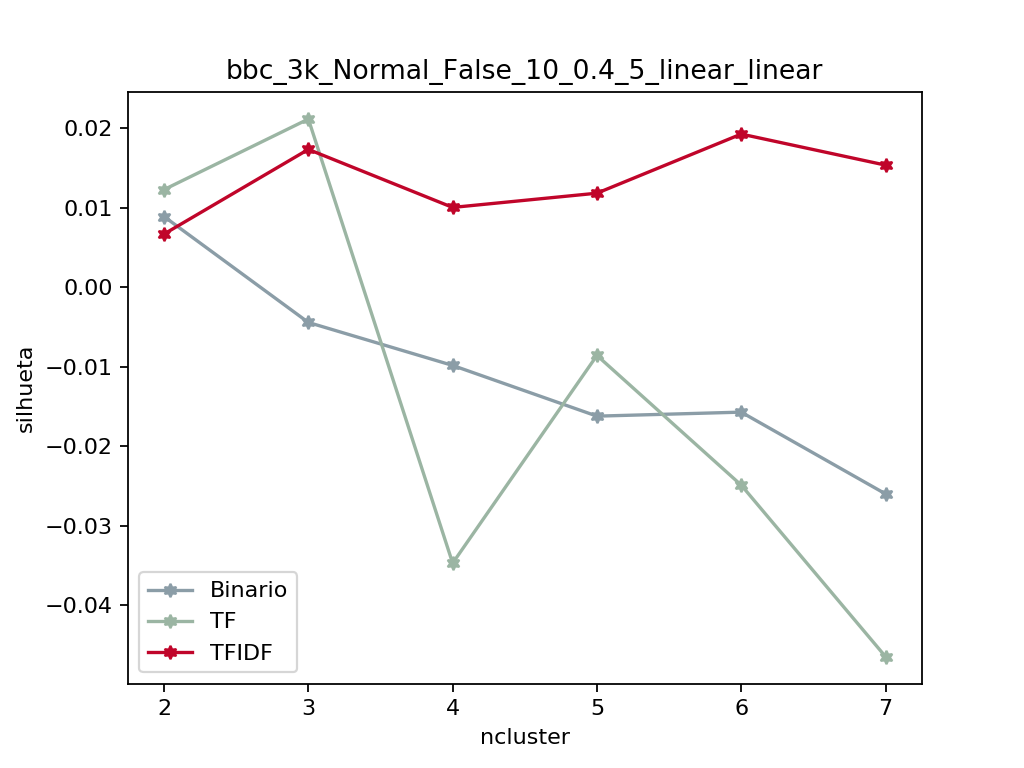 bbc_3k_Normal_False_10_0.4_5_linear_linear
0.02
0.01
0.00
−0.01
−0.02
−0.03
−0.04
silhueta
Binario
TF
TFIDF
2 3 4 5 6 7
ncluster